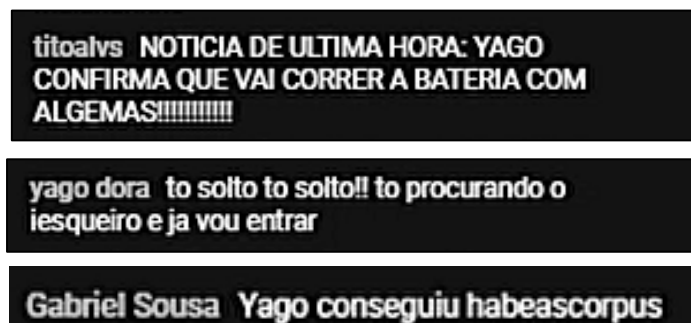 titoalvs NOTICIA DE ULTIMA HORA: YAGO
CONFIRMA QUE VAI CORRER A BATERIA COM
ALGEMAS!!!!!!!!!!!
yago dora to solto to solto!! to procurando o
iesqueiro e ja vou entrar
Gabriel Sousa Yago conseguiu habeascorpus